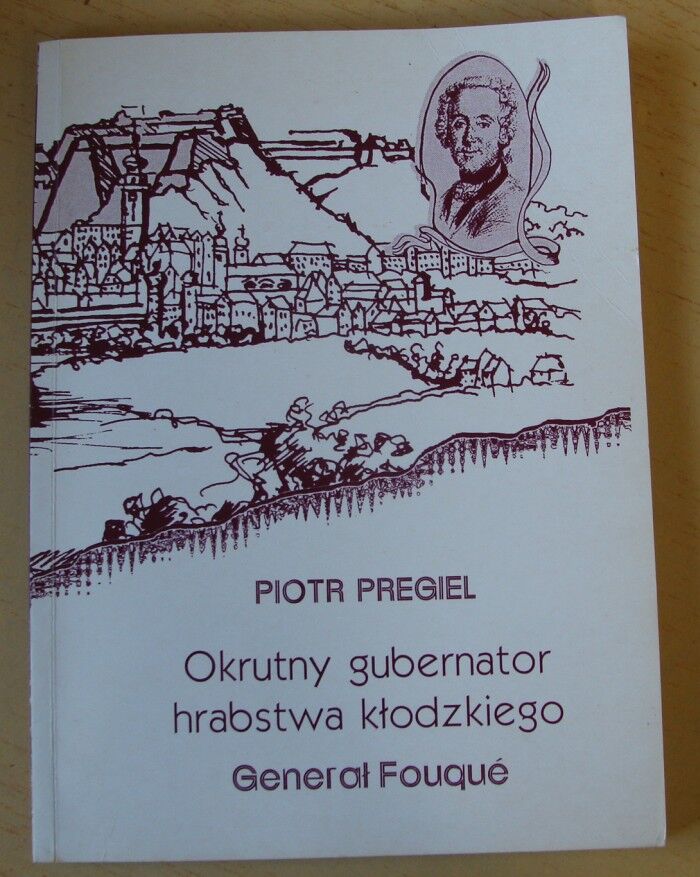 PIOTR PREGIEL
Okrutny gubernator
hrabstwa kłodzkiego
Generał Fouqué